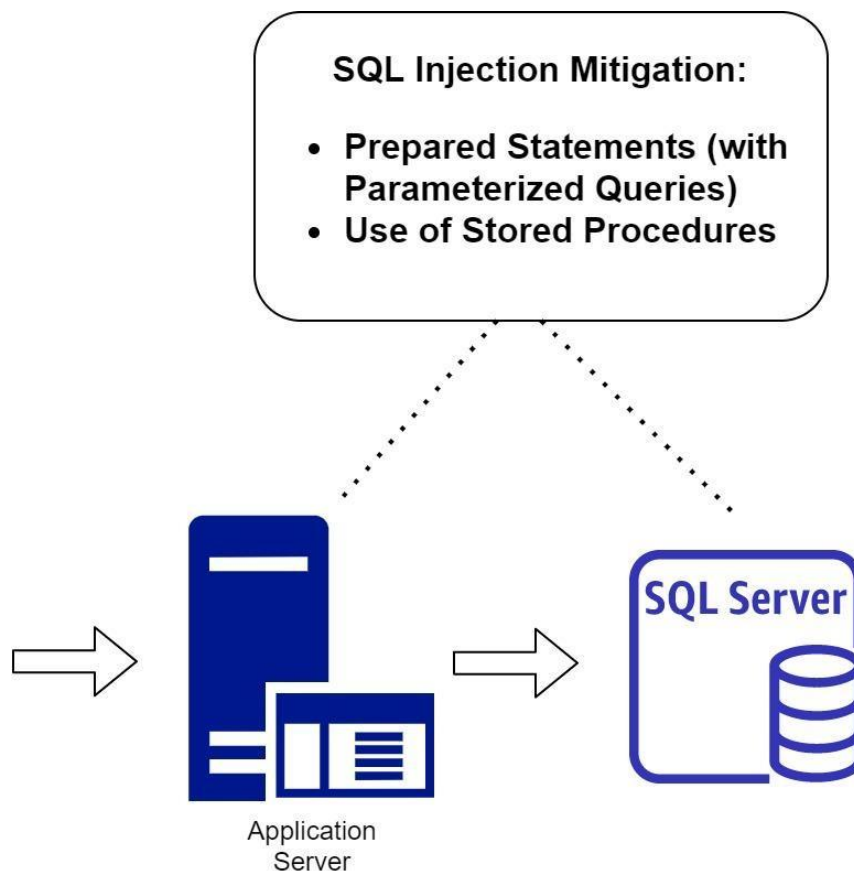 SQL Injection Mitigation:
• Prepared Statements (with
Parameterized Queries)
• Use of Stored Procedures
SQL Server
Application
Server